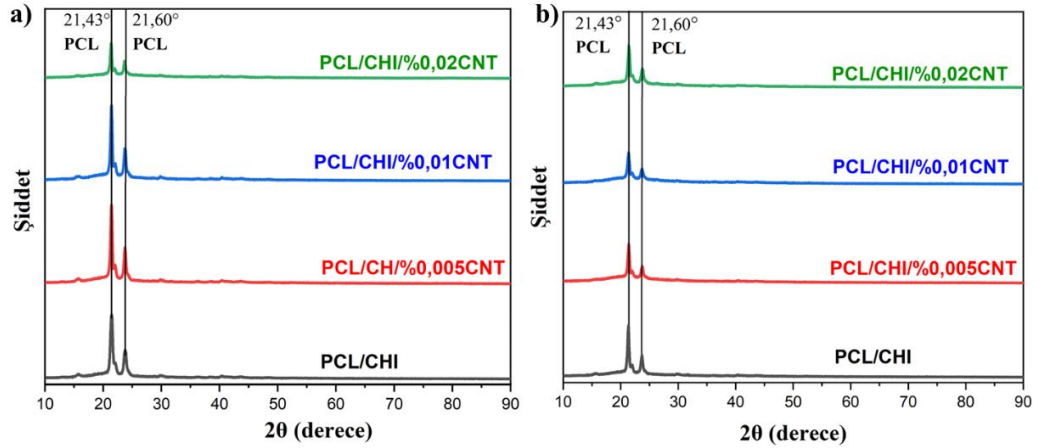 a)
21,43°
21,60°
PCL
PCL
PCL/CHI/%0,02CNT
PCL/CHI/%0,01CNT
PCL/CH/%0,005CNT
PCL/CHI
Şiddet
10 20 30 40 50 60 70 80 90
2θ (derece)
b)
21,43°
21,60°
PCL
PCL
PCL/CHI/%0,02CNT
PCL/CHI/%0,01CNT
PCL/CHI/%0,005CNT
PCL/CHI
Şiddet
10 20 30 40 50 60 70 80 90
2θ (derece)